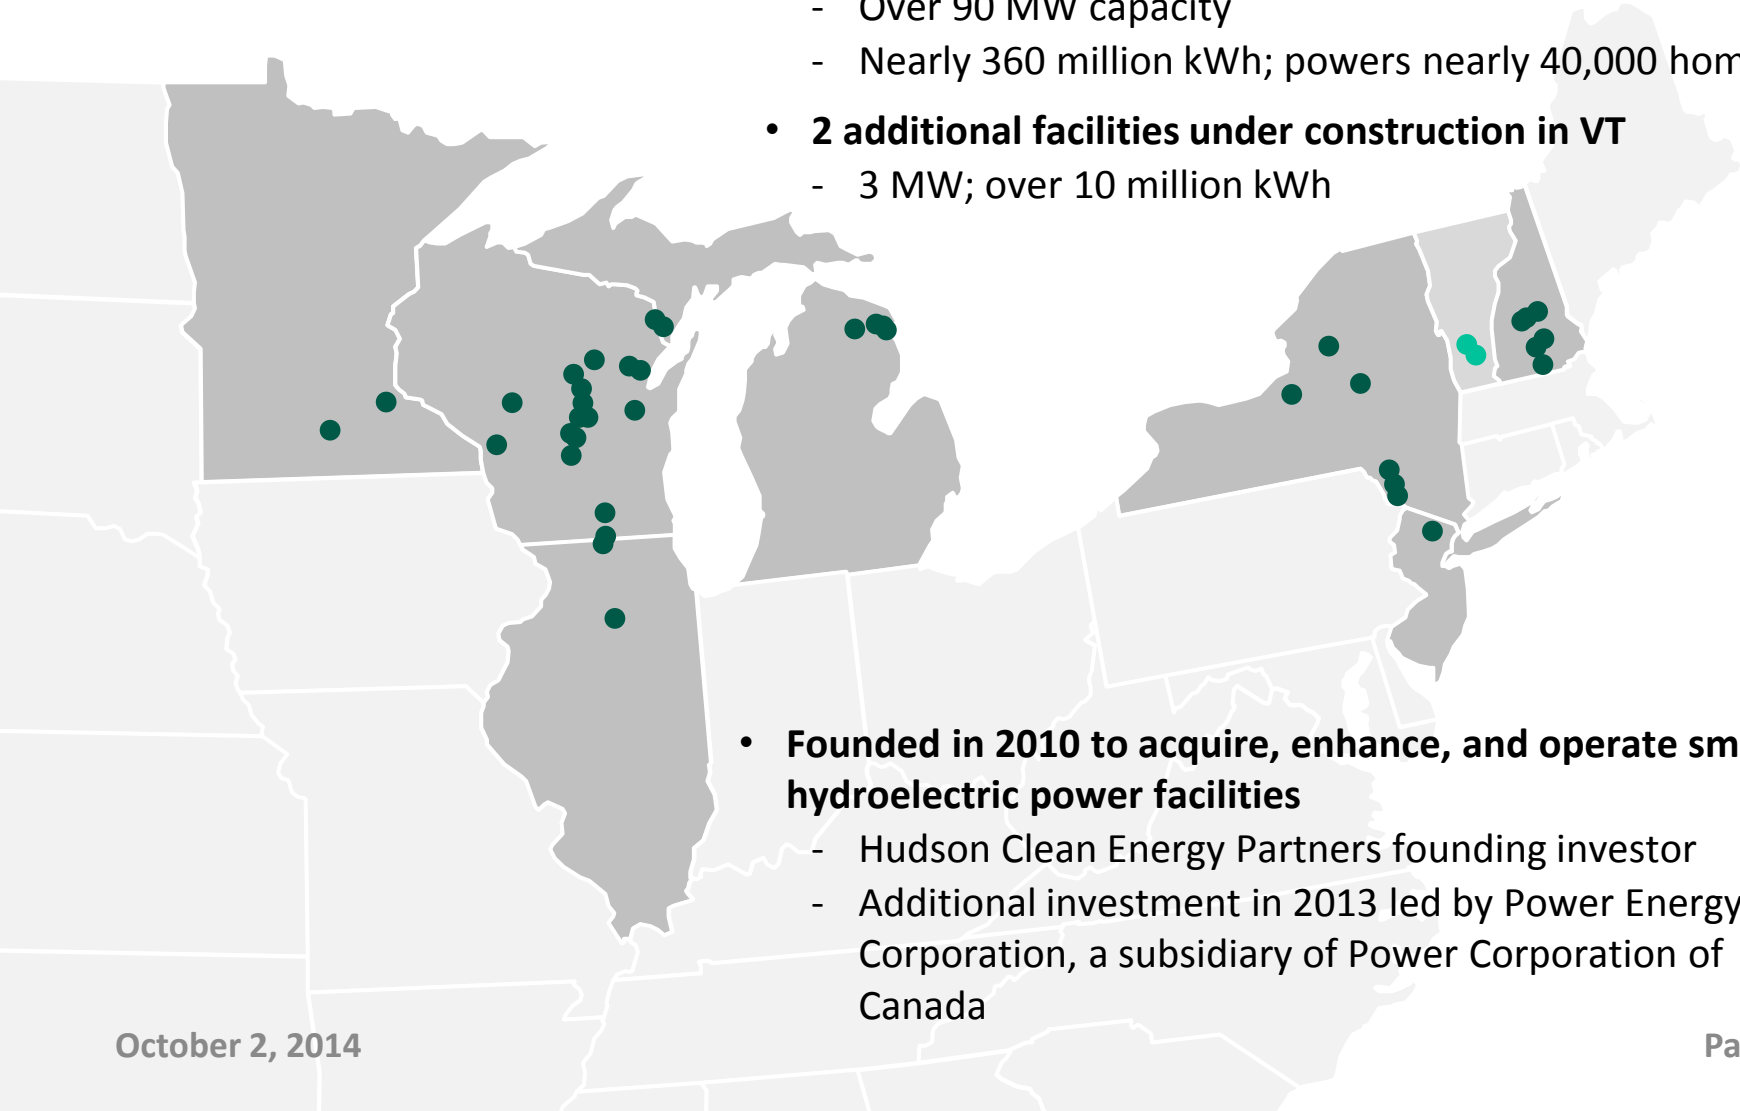 - Over 90 MW capacity
- Nearly 360 million kWh; powers nearly 40,000
• 2 additional facilities under construction in VT
- 3 MW; over 10 million kWh
• Founded in 2010 to acquire, enhance, and operate
hydroelectric power facilities
- Hudson Clean Energy Partners founding investor
- Additional investment in 2013 led by Power Energy
Corporation, a subsidiary of Power Corporation of
Canada
October 2, 2014